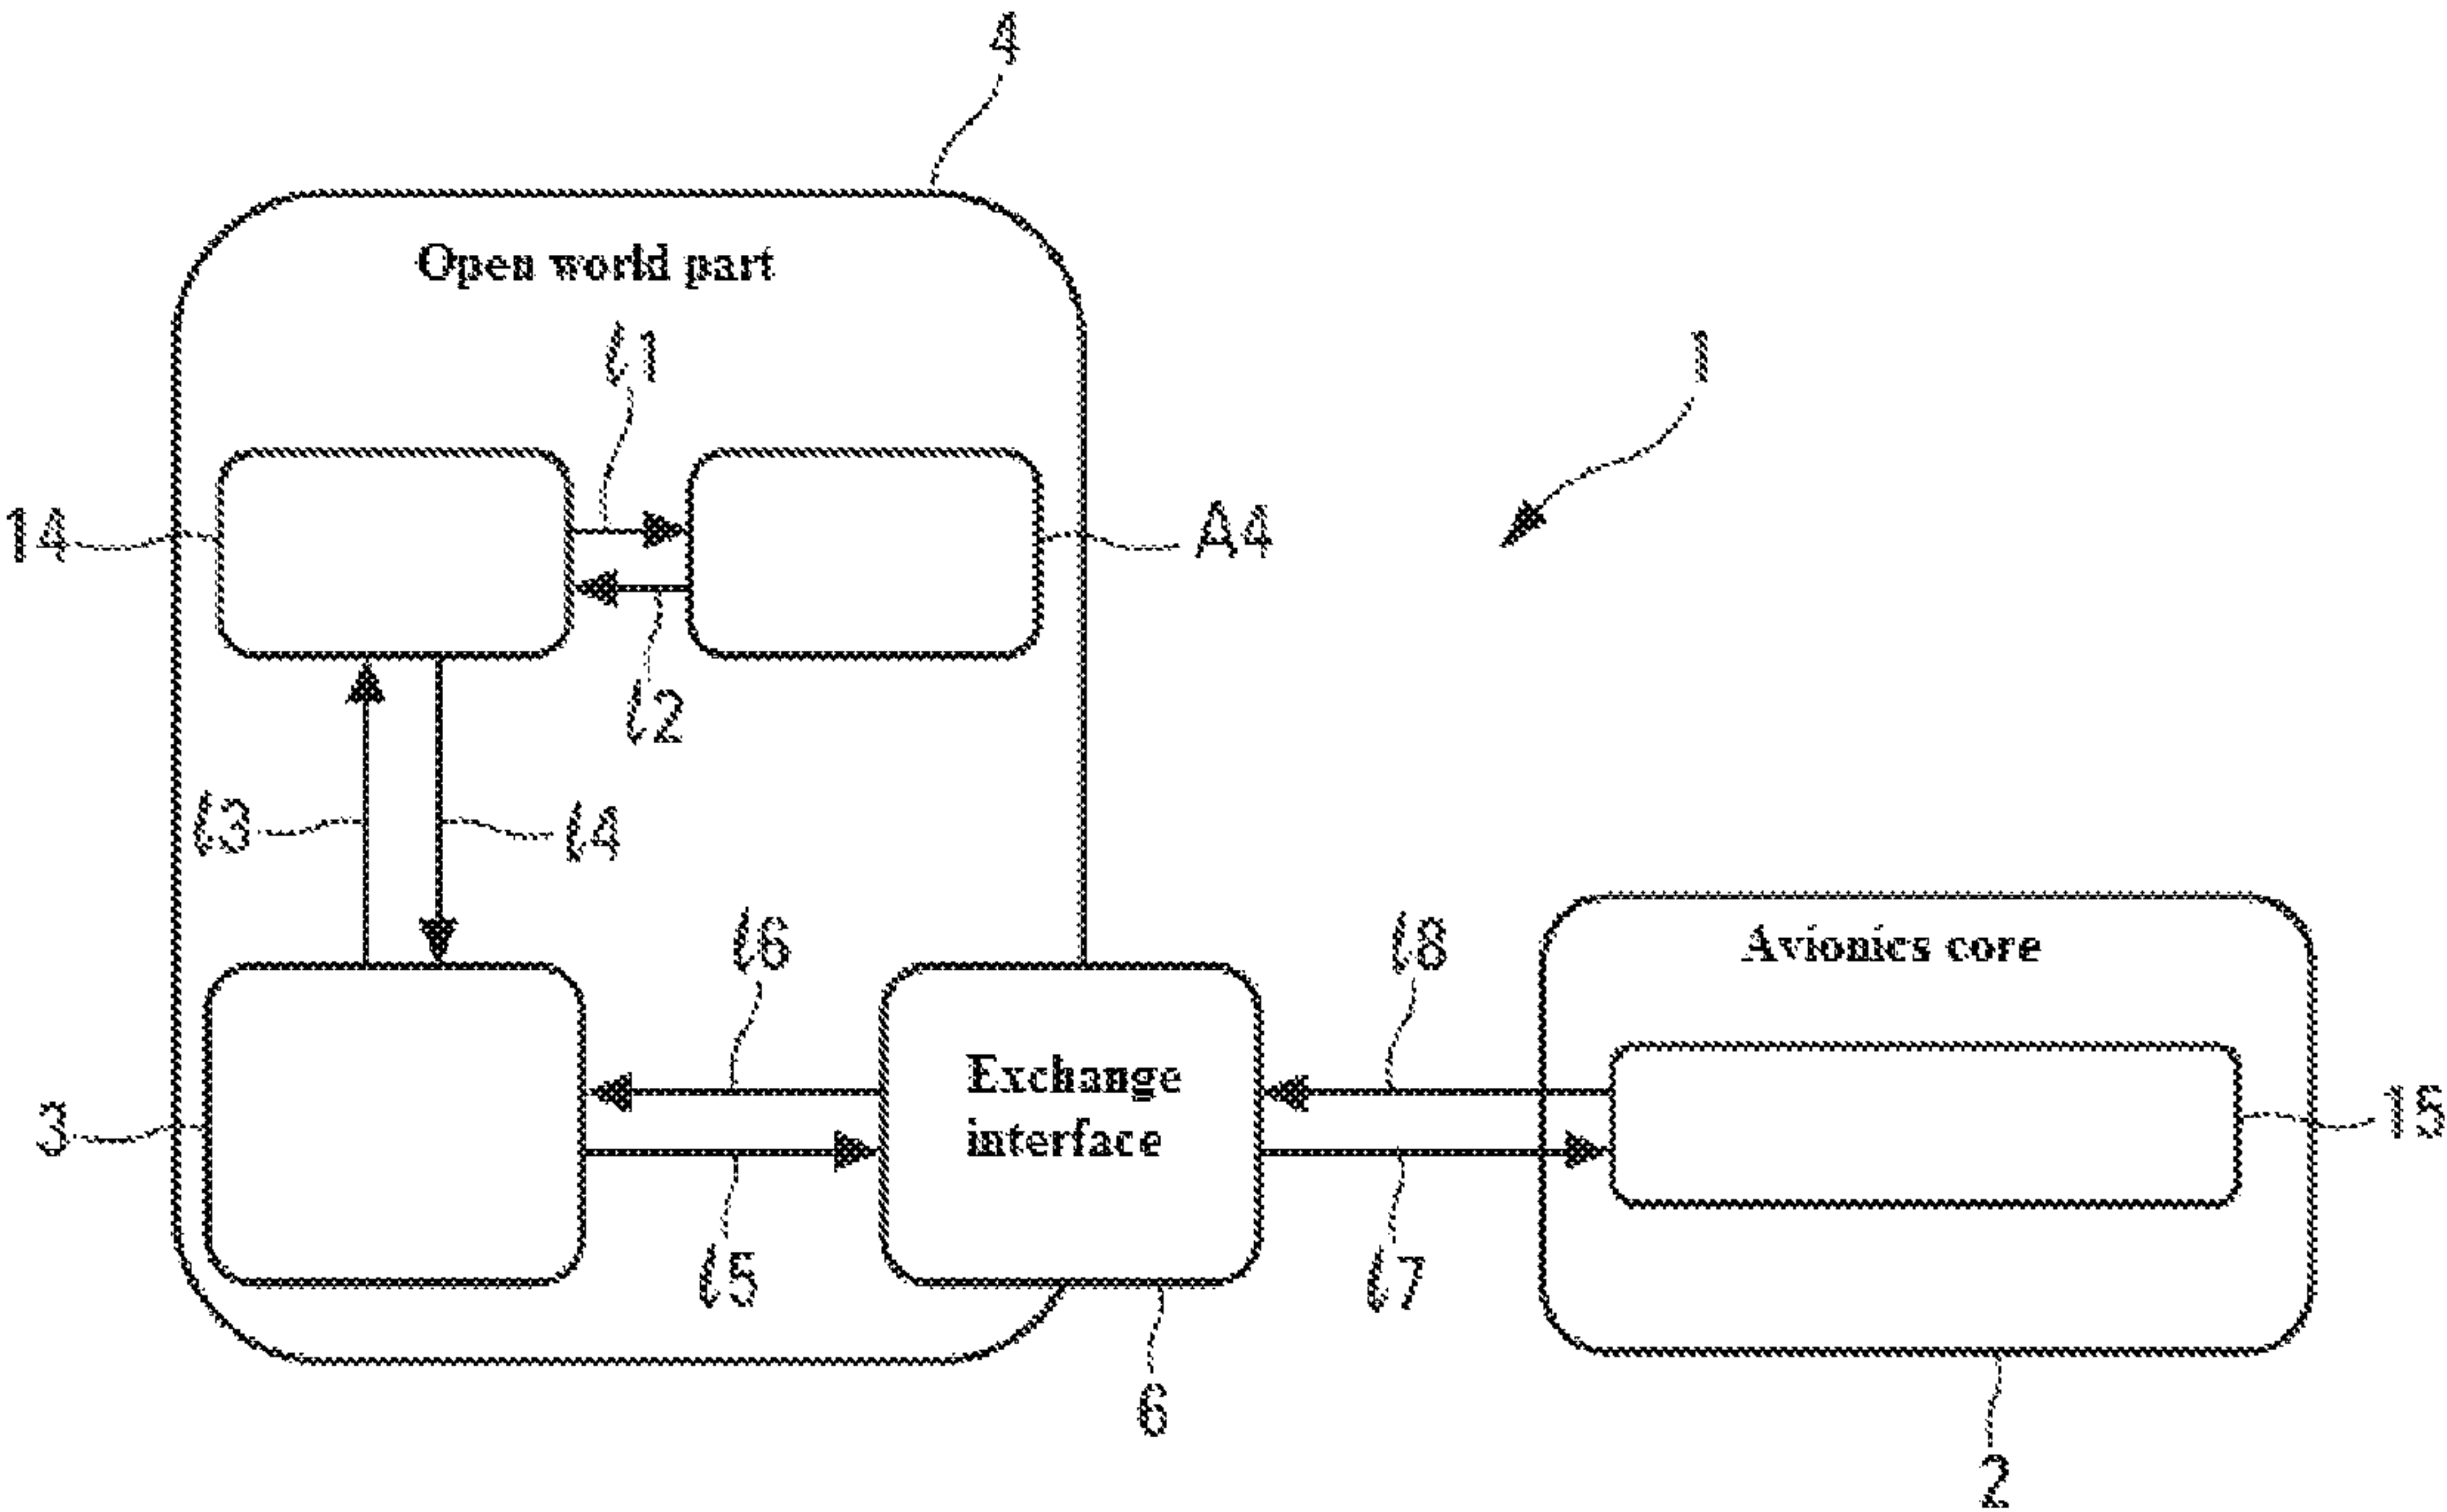 4
Open world part
ℓ1
1
14
A4
ℓ2
ℓ3
ℓ4
ℓ6
ℓ8
Avionics core
Exchange
interface
3
15
ℓ5
ℓ7
6
2